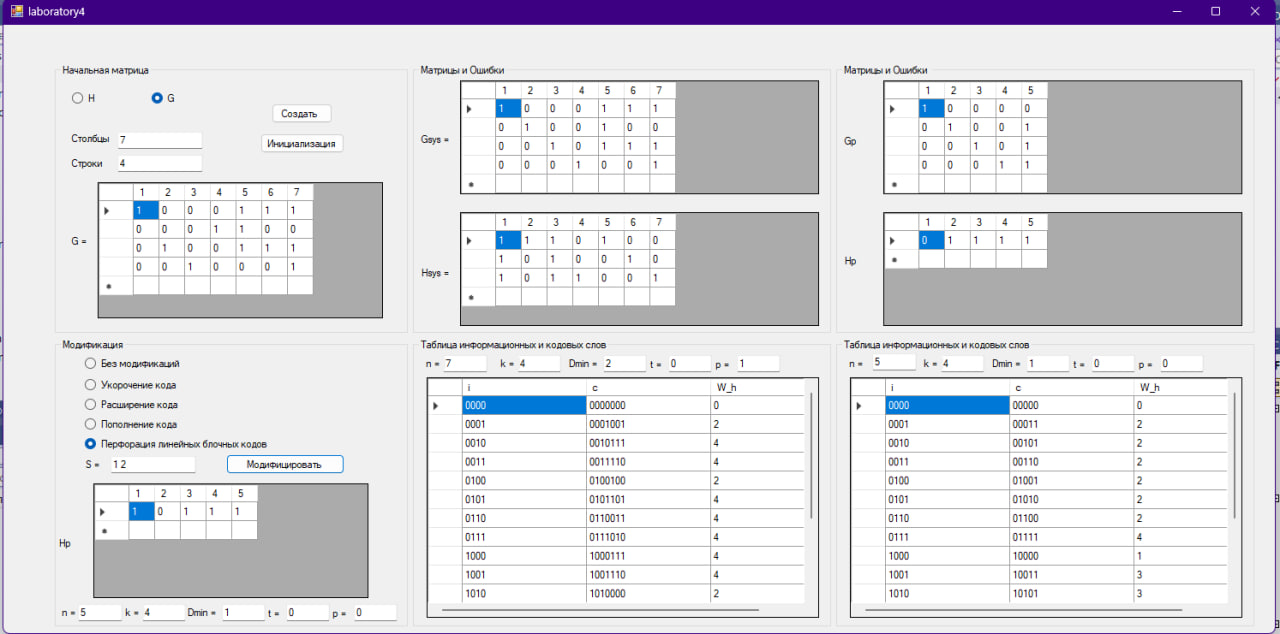 laboratory4
Начальная матрица
H G
Создать
Столбцы 7
Инициализация
Строки 4
1 2 3 4 5 6 7
1 0 0 0 1 1 1
0 0 0 1 1 0 0
G =
0 1 0 0 1 1 1
0 0 1 0 0 0 1
Матрицы и Ошибки
1 2 3 4 5 6 7
1 0 0 0 1 1 1
0 1 0 0 1 0 0
Gsys =
0 0 1 0 1 1 1
0 0 0 1 0 0 1
1 2 3 4 5 6 7
1 1 1 0 1 0 0
1 0 1 0 0 1 0
Hsys =
1 0 1 1 0 0 1
Матрицы и Ошибки
1 2 3 4 5
1 0 0 0 0
0 1 0 0 1
Gp
0 0 1 0 1
0 0 0 1 1
1 2 3 4 5
0 1 1 1 1
Hp
Модификация
Без модификаций
Укорочение кода
Расширение кода
Пополнение кода
Перфорация линейных блочных кодов
S = 1 2
Модифицировать
1 2 3 4 5
1 0 1 1 1
Hp
n = 5 k = 4 Dmin = 1 t = 0 p = 0
Таблица информационных и кодовых слов
n = 7 k = 4 Dmin = 2 t = 0 p = 1
i c W_h
0000 0000000 0
0001 0001001 2
0010 0010111 4
0011 0011110 4
0100 0100100 2
0101 0101101 4
0110 0110011 4
0111 0111010 4
1000 1000111 4
1001 1001110 4
1010 1010000 2
Таблица информационных и кодовых слов
n = 5 k = 4 Dmin = 1 t = 0 p = 0
i c W_h
0000 00000 0
0001 00011 2
0010 00101 2
0011 00110 2
0100 01001 2
0101 01010 2
0110 01100 2
0111 01111 4
1000 10000 1
1001 10011 3
1010 10101 3